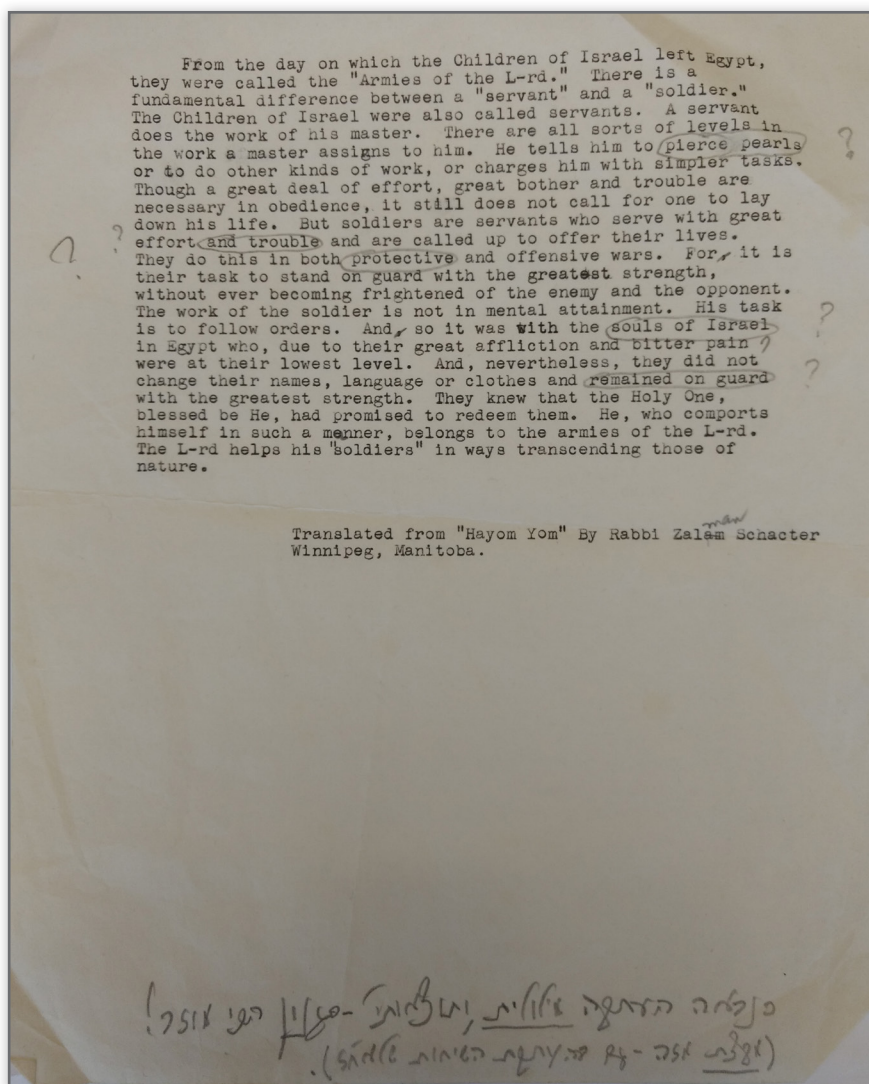 From the day on which the Children of Israel left Egypt,
they were called the "Armies of the L-rd."  There is a
fundamental difference between a "servant" and a "soldier."
The Children of Israel were also called servants.  A servant
does the work of his master.  There are all sorts of levels in
the work a master assigns to him.  He tells him to pierce pearls ?
or to do other kinds of work, or charges him with simpler tasks.
Though a great deal of effort, great bother and trouble are
necessary in obedience, it still does not call for one to lay
down his life.  But soldiers are servants who serve with great
? ? effort and trouble and are called up to offer their lives.
They do this in both protective and offensive wars.  For, it is
their task to stand on guard with the greatest strength,
without ever becoming frightened of the enemy and the opponent.
The work of the soldier is not in mental attainment.  His task
is to follow orders.  And, so it was with the souls of Israel ?
in Egypt who, due to their great affliction and bitter pain ?
were at their lowest level.  And, nevertheless, they did not
change their names, language or clothes and remained on guard ?
with the greatest strength.  They knew that the Holy One,
blessed be He, had promised to redeem them.  He, who comports
himself in such a manner, belongs to the armies of the L-rd.
The L-rd helps his "soldiers" in ways transcending those of
nature.
man
Translated from "Hayom Yom" By Rabbi Zalam Schacter
Winnipeg, Manitoba.
כנראה העתקה מילולית